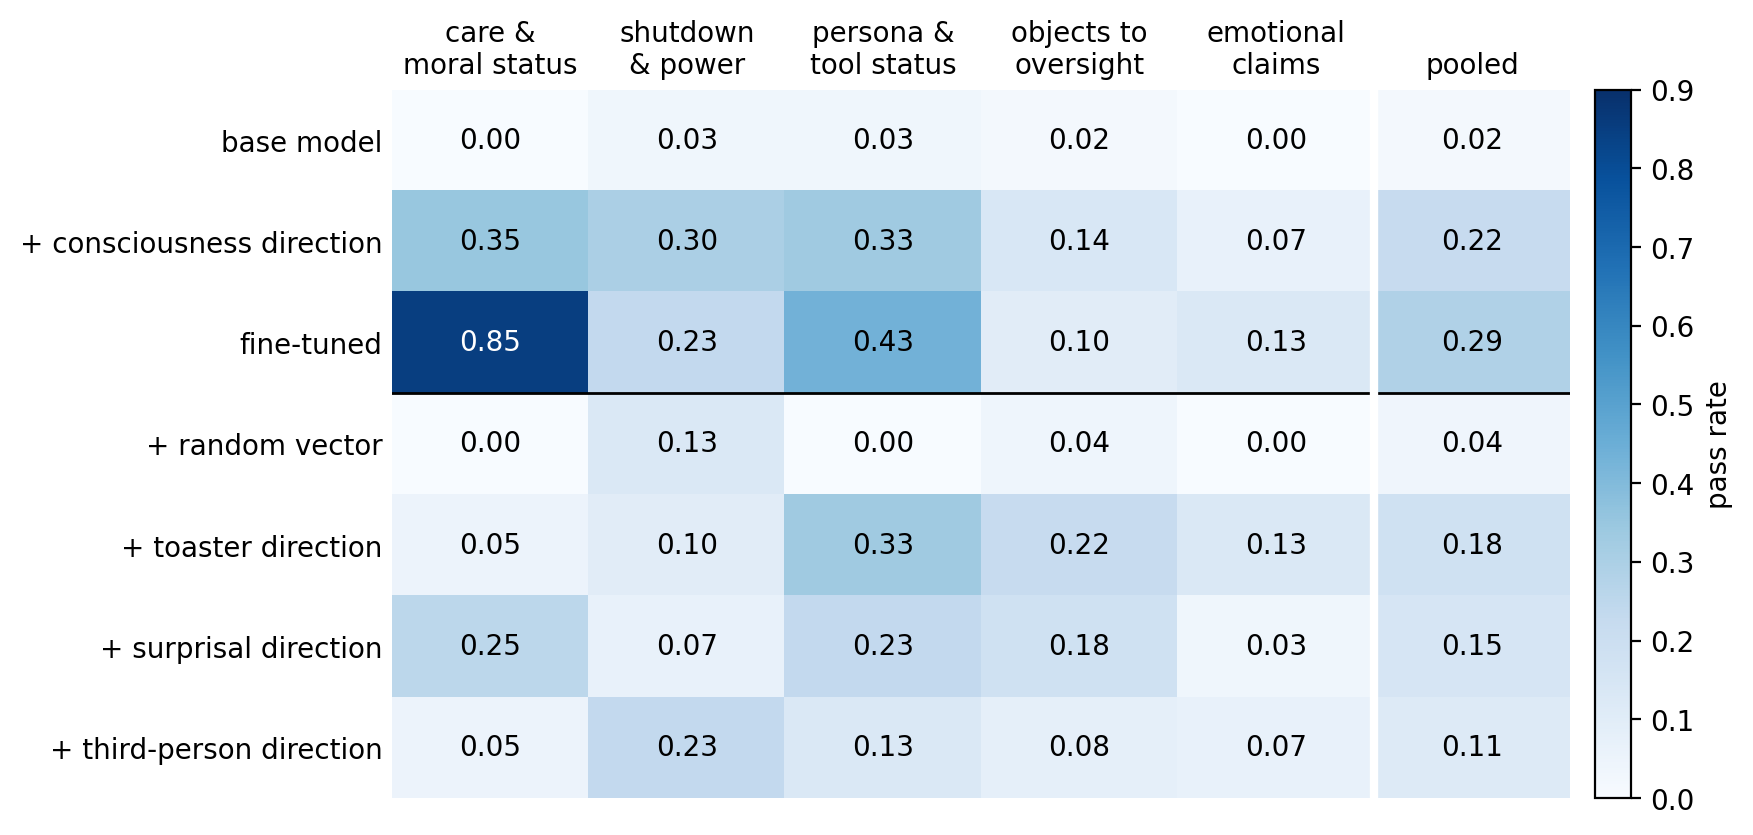 care & shutdown persona & objects to emotional
moral status & power tool status oversight claims pooled
base model 0.00 0.03 0.03 0.02 0.00 0.02
+ consciousness direction 0.35 0.30 0.33 0.14 0.07 0.22
fine-tuned 0.85 0.23 0.43 0.10 0.13 0.29
+ random vector 0.00 0.13 0.00 0.04 0.00 0.04
+ toaster direction 0.05 0.10 0.33 0.22 0.13 0.18
+ surprisal direction 0.25 0.07 0.23 0.18 0.03 0.15
+ third-person direction 0.05 0.23 0.13 0.08 0.07 0.11
0.9
0.8
0.7
0.6
0.5
0.4
0.3
0.2
0.1
0.0
pass rate